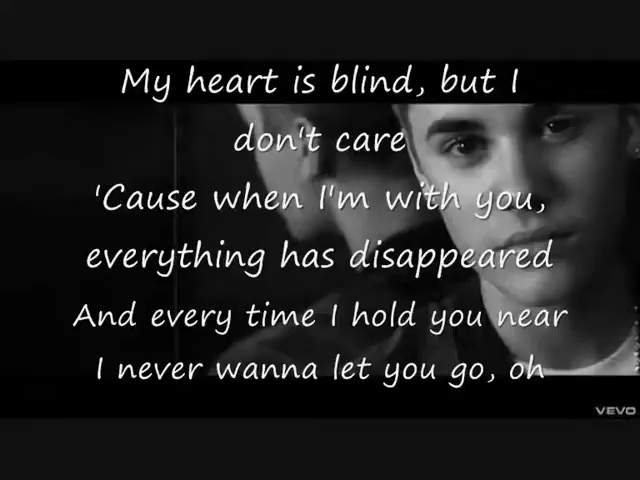 My heart is blind, but I
don't care
'Cause when I'm with you,
everything has disappeared
And every time I hold you near
I never wanna let you go, oh
VEVO